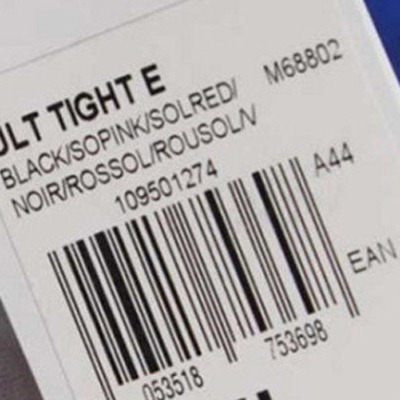 ULT TIGHT E
M68802
BLACK/SOPINK/SOLRED/
NOIR/ROSSOL/ROUSOL/V
109501274
A44
EAN
053518 753698